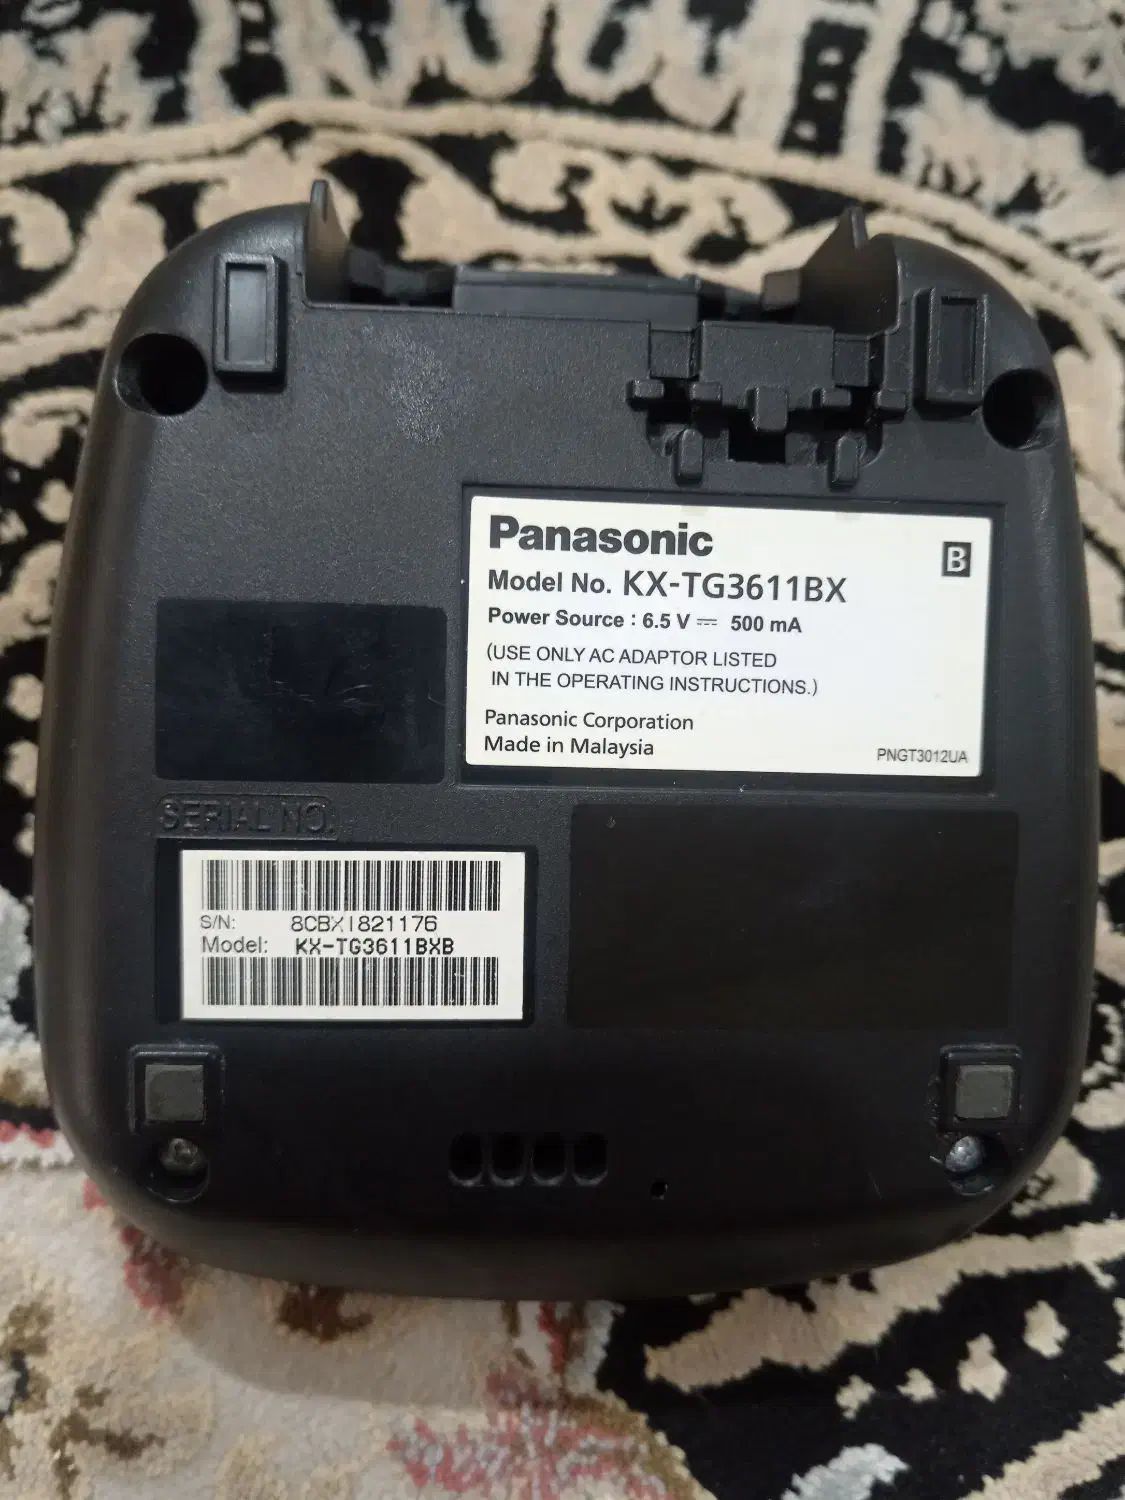 Panasonic
B
Model No. KX-TG3611BX
Power Source : 6.5 V ⎓ 500 mA
(USE ONLY AC ADAPTOR LISTED
IN THE OPERATING INSTRUCTIONS.)
Panasonic Corporation
Made in Malaysia
PNGT3012UA
SERIAL NO.
S/N: 8CBXI821176
Model: KX-TG3611BXB